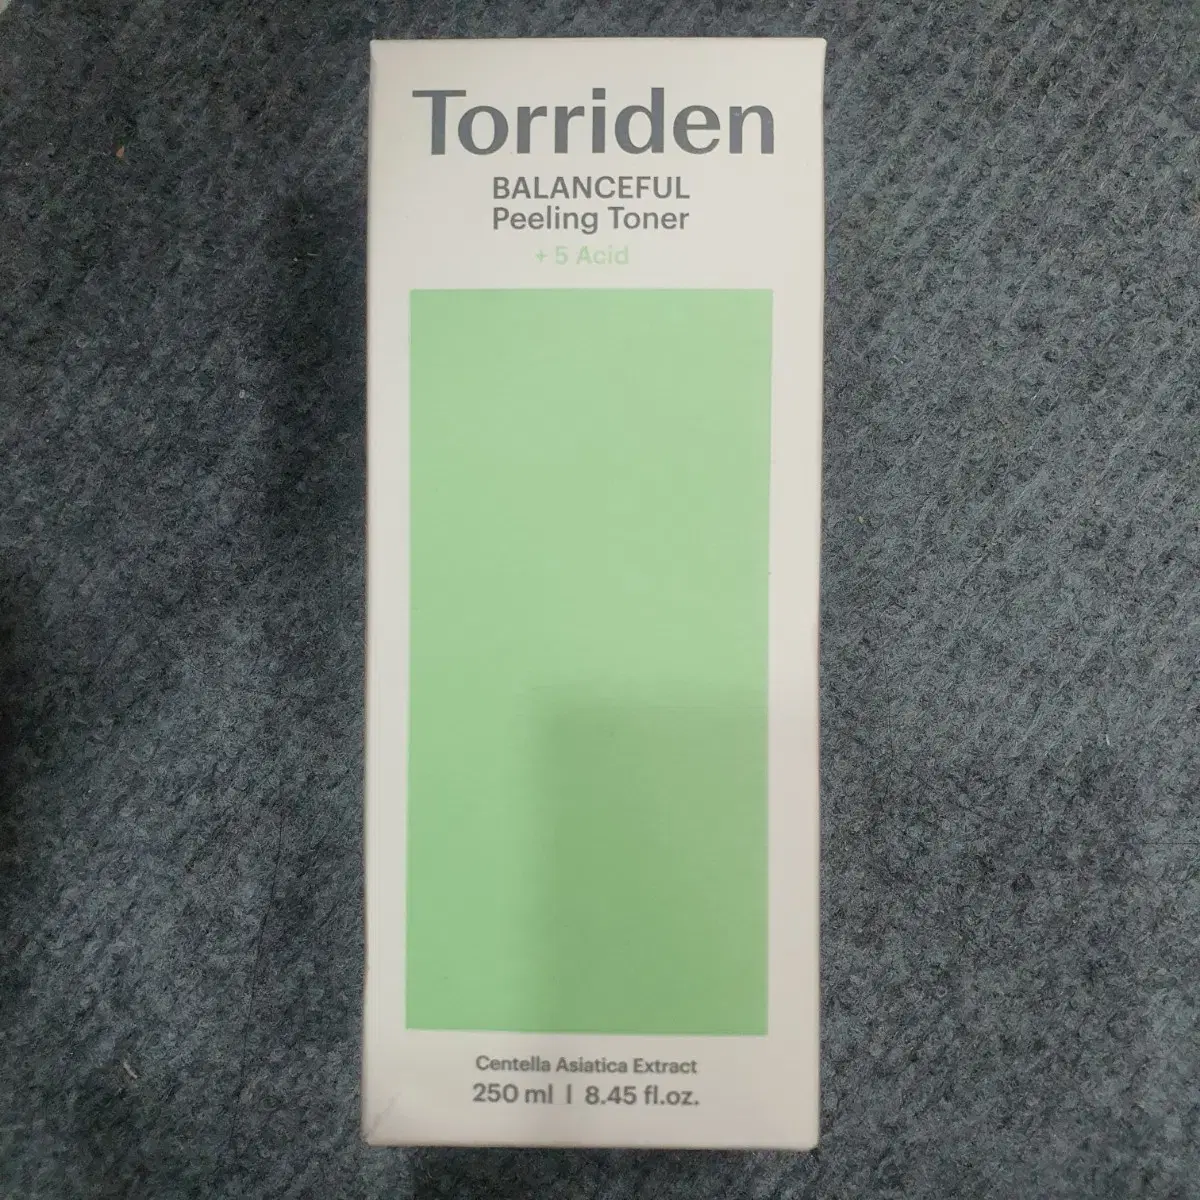 Torriden
BALANCEFUL
Peeling Toner
+ 5 Acid
Centella Asiatica Extract
250 ml | 8.45 fl.oz.